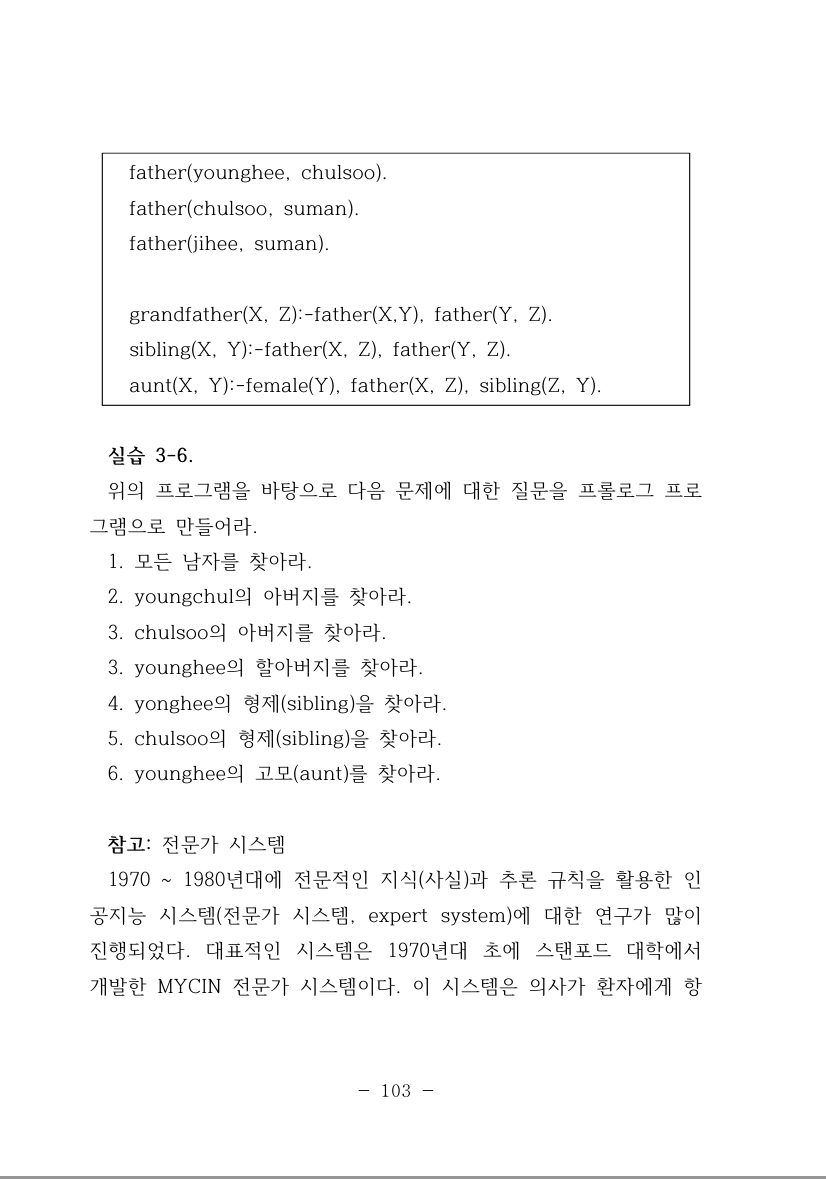 father(younghee, chulsoo).
father(chulsoo, suman).
father(jihee, suman).
grandfather(X, Z):-father(X,Y), father(Y, Z).
sibling(X, Y):-father(X, Z), father(Y, Z).
aunt(X, Y):-female(Y), father(X, Z), sibling(Z, Y).
실습 3-6.
위의 프로그램을 바탕으로 다음 문제에 대한 질문을 프롤로그 프로
그램으로 만들어라.
1. 모든 남자를 찾아라.
2. youngchul의 아버지를 찾아라.
3. chulsoo의 아버지를 찾아라.
3. younghee의 할아버지를 찾아라.
4. yonghee의 형제(sibling)을 찾아라.
5. chulsoo의 형제(sibling)을 찾아라.
6. younghee의 고모(aunt)를 찾아라.
참고: 전문가 시스템
1970 ~ 1980년대에 전문적인 지식(사실)과 추론 규칙을 활용한 인
공지능 시스템(전문가 시스템, expert system)에 대한 연구가 많이
진행되었다. 대표적인 시스템은 1970년대 초에 스탠포드 대학에서
개발한 MYCIN 전문가 시스템이다. 이 시스템은 의사가 환자에게 항
- 103 -